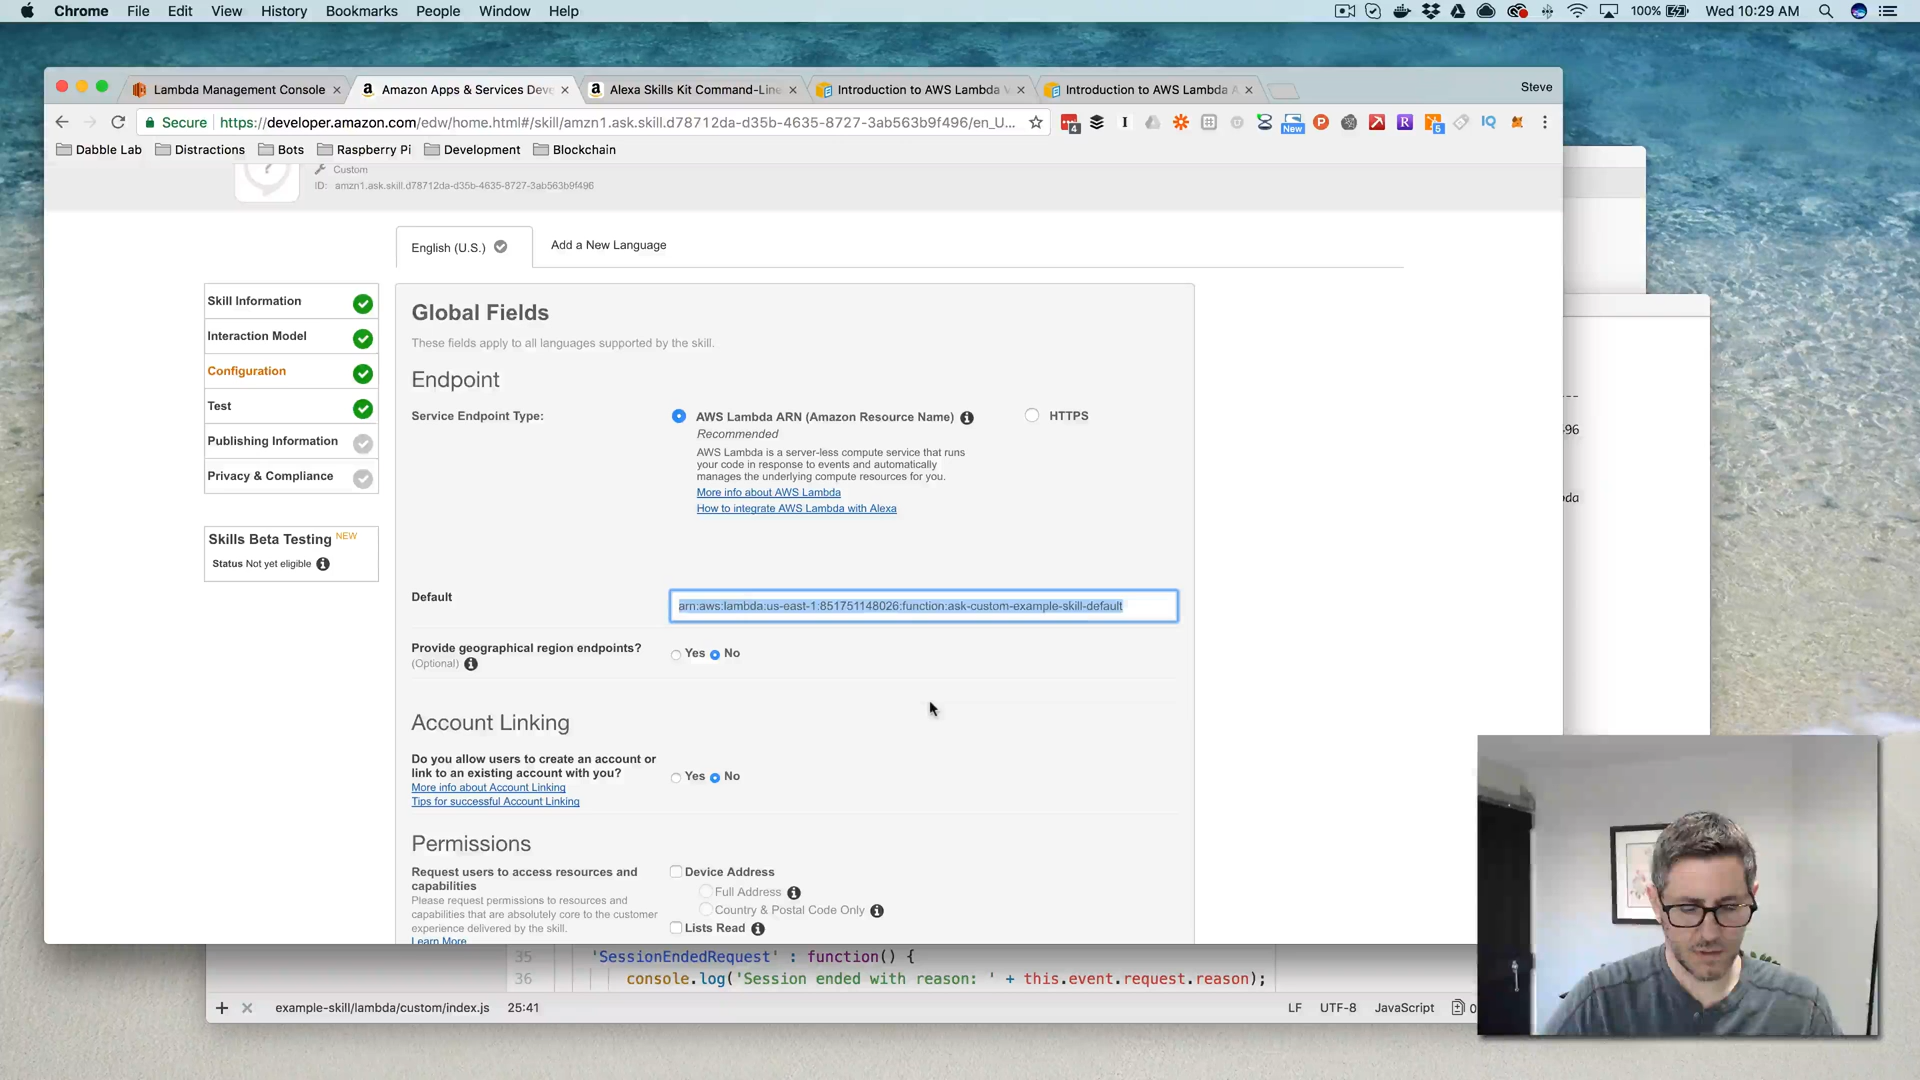 Chrome File Edit View History Bookmarks People Window Help
100% Wed 10:29 AM
Lambda Management Console
Amazon Apps & Services Dev
Alexa Skills Kit Command-Line
Introduction to AWS Lambda
Introduction to AWS Lambda
Steve
Secure https://developer.amazon.com/edw/home.html#/skill/amzn1.ask.skill.d78712da-d35b-4635-8727-3ab563b9f496/en_U...
4
New
5
IQ
Dabble Lab Distractions Bots Raspberry Pi Development Blockchain
Custom
ID: amzn1.ask.skill.d78712da-d35b-4635-8727-3ab563b9f496
English (U.S.)
Add a New Language
Skill Information
Interaction Model
Configuration
Test
Publishing Information
Privacy & Compliance
Skills Beta Testing NEW
Status Not yet eligible
Global Fields
These fields apply to all languages supported by the skill.
Endpoint
Service Endpoint Type:
AWS Lambda ARN (Amazon Resource Name)
HTTPS
Recommended
AWS Lambda is a server-less compute service that runs
your code in response to events and automatically
manages the underlying compute resources for you.
More info about AWS Lambda
How to integrate AWS Lambda with Alexa
Default
arn:aws:lambda:us-east-1:851751148026:function:ask-custom-example-skill-default
Provide geographical region endpoints?
(Optional)
Yes No
Account Linking
Do you allow users to create an account or
link to an existing account with you?
Yes No
More info about Account Linking
Tips for successful Account Linking
Permissions
Request users to access resources and
capabilities
Please request permissions to resources and
capabilities that are absolutely core to the customer
experience delivered by the skill.
Learn More
Device Address
Full Address
Country & Postal Code Only
Lists Read
---
96
da
35 'SessionEndedRequest' : function() {
36 console.log('Session ended with reason: ' + this.event.request.reason);
example-skill/lambda/custom/index.js 25:41
LF UTF-8 JavaScript 0